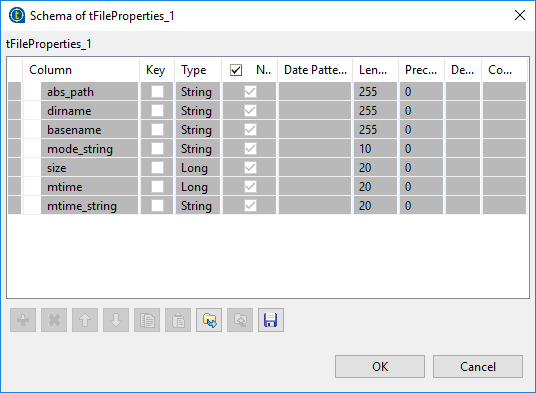 Schema of tFileProperties_1
tFileProperties_1
Column Key Type N.. Date Patte... Len... Prec... De... Co...
abs_path String 255 0
dirname String 255 0
basename String 255 0
mode_string String 10 0
size Long 20 0
mtime Long 20 0
mtime_string String 20 0
OK Cancel